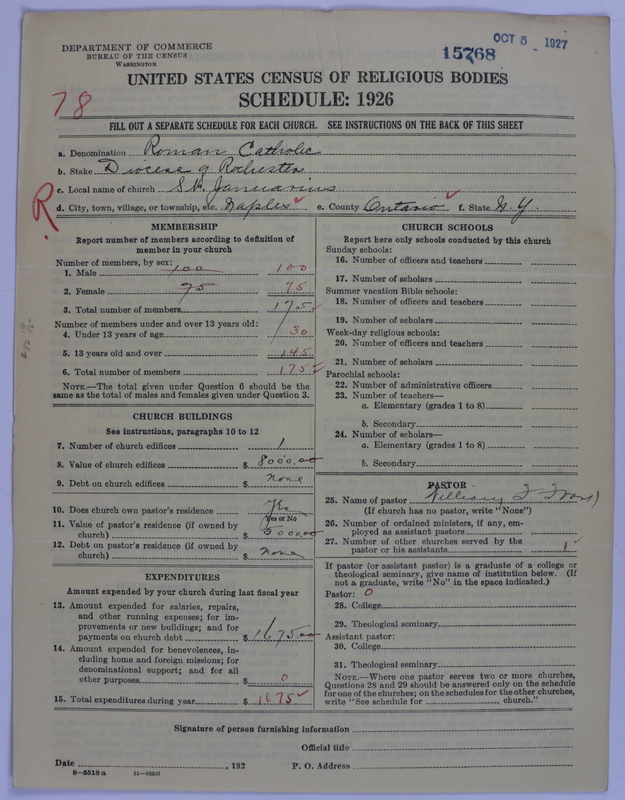 DEPARTMENT OF COMMERCE
BUREAU OF THE CENSUS
WASHINGTON
15768
OCT 5 1927
UNITED STATES CENSUS OF RELIGIOUS BODIES
SCHEDULE: 1926
78
FILL OUT A SEPARATE SCHEDULE FOR EACH CHURCH. SEE INSTRUCTIONS ON THE BACK OF THIS SHEET
a. Denomination Roman Catholic
b. Stake Diocese of Rochester
c. Local name of church St. Januarius
R
d. City, town, village, or township, etc. Naples e. County Ontario f. State N.Y.
MEMBERSHIP
Report number of members according to definition of
member in your church
Number of members, by sex:
1. Male 100 100
2. Female 75 75
3. Total number of members 175
Number of members under and over 13 years old:
4. Under 13 years of age 30
5. 13 years old and over 145
6. Total number of members 175
NOTE.—The total given under Question 6 should be
same as the total of males and females given under Question 3.
CHURCH BUILDINGS
See instructions, paragraphs 10 to 12
7. Number of church edifices 1
8. Value of church edifices $ 8000.00
9. Debt on church edifices $ none
10. Does church own pastor's residence Yes
Yes or No
11. Value of pastor's residence (if owned by
church) $ 5000.00
12. Debt on pastor's residence (if owned by
church) $ none
EXPENDITURES
Amount expended by your church during last fiscal year
13. Amount expended for salaries, repairs,
and other running expenses; for im-
provements or new buildings; and for
payments on church debt $ 1675.00
14. Amount expended for benevolences, in-
cluding home and foreign missions; for
denominational support; and for all
other purposes $ 0
15. Total expenditures during year $ 1675
CHURCH SCHOOLS
Report here only schools conducted by this church
Sunday schools:
16. Number of officers and teachers
17. Number of scholars
Summer vacation Bible schools:
18. Number of officers and teachers
19. Number of scholars
Week-day religious schools:
20. Number of officers and teachers
21. Number of scholars
Parochial schools:
22. Number of administrative officers
23. Number of teachers—
a. Elementary (grades 1 to 8)
b. Secondary
24. Number of scholars—
a. Elementary (grades 1 to 8)
b. Secondary
PASTOR
25. Name of pastor William F
(If church has no pastor, write "None")
26. Number of ordained ministers, if any, em-
ployed as assistant pastors
27. Number of other churches served by the
pastor or his assistants 1
If pastor (or assistant pastor) is a graduate of a college or
theological seminary, give name of institution below. (If
not a graduate, write "No" in the space indicated.)
Pastor: 0
28. College
29. Theological seminary
Assistant pastor:
30. College
31. Theological seminary
NOTE.—Where one pastor serves two or more churches,
Questions 28 and 29 should be answered only on the schedule
for one of the churches; on the schedules for the other churches,
write "See schedule for church."
Signature of person furnishing information
Official title
Date , 192 P. O. Address
8—5518 a